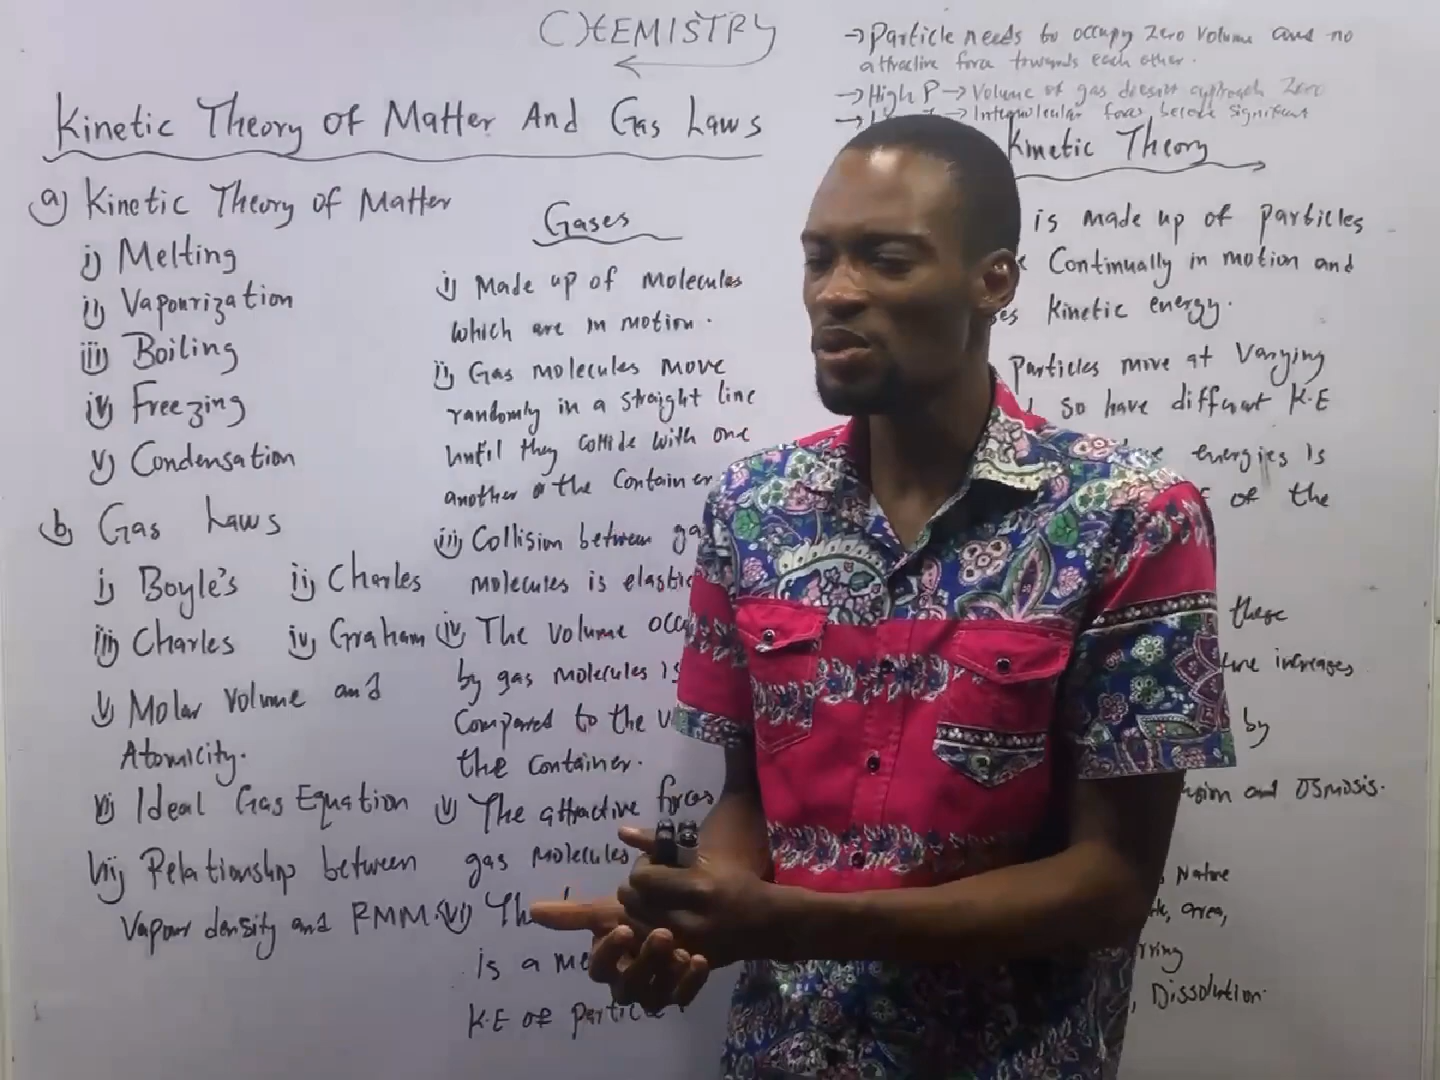 CHEMISTRY
→ Particle needs to occupy zero volume and no
attractive force towards each other.
→ High P → Volume of gas doesn't approach Zero
→ Intermolecular forces become Significant
Kinetic Theory of Matter And Gas Laws
a) Kinetic Theory of Matter
i) Melting
ii) Vapourization
iii) Boiling
iv) Freezing
v) Condensation
b) Gas Laws
i) Boyle's ii) Charles
iii) Charles iv) Graham
v) Molar Volume and
Atomicity.
vi) Ideal Gas Equation
vii) Relationship between
Vapour density and RMM.
Gases
i) Made up of molecules
which are in motion.
ii) Gas molecules move
randomly in a straight line
until they collide with one
another or the container
iii) Collision between
molecules is elastic
iv) The volume
by gas molecules is
compared to the
the container.
v) The attractive forces
gas molecules
vi)
is a
K.E of particle
Kinetic Theory
is made up of particles
Continually in motion and
kinetic energy.
Particles move at Varying
so have different K.E
energies is
of the
these
increases
by
and Osmosis.
Nature
area,
Dissolution.